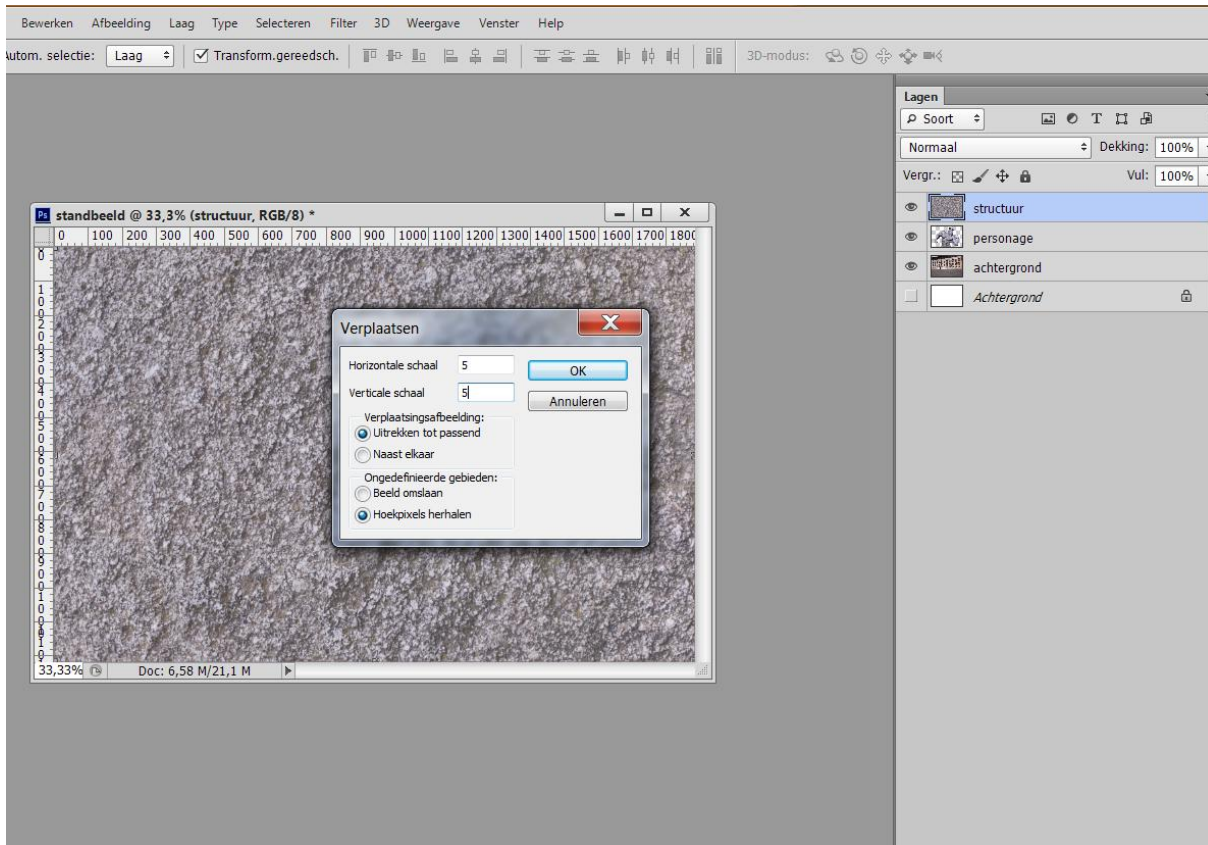 Bewerken Afbeelding Laag Type Selecteren Filter 3D Weergave Venster Help
Autom. selectie: Laag Transform.gereedsch. 3D-modus:
Lagen
Soort
Normaal Dekking: 100%
Vergr.: Vul: 100%
structuur
personage
achtergrond
Achtergrond
Ps standbeeld @ 33,3% (structuur, RGB/8) *
0 100 200 300 400 500 600 700 800 900 1000 1100 1200 1300 1400 1500 1600 1700 180
Verplaatsen
Horizontale schaal 5
OK
Verticale schaal 5
Annuleren
Verplaatsingsafbeelding:
Uitrekken tot passend
Naast elkaar
Ongedefinieerde gebieden:
Beeld omslaan
Hoekpixels herhalen
33,33% Doc: 6,58 M/21,1 M